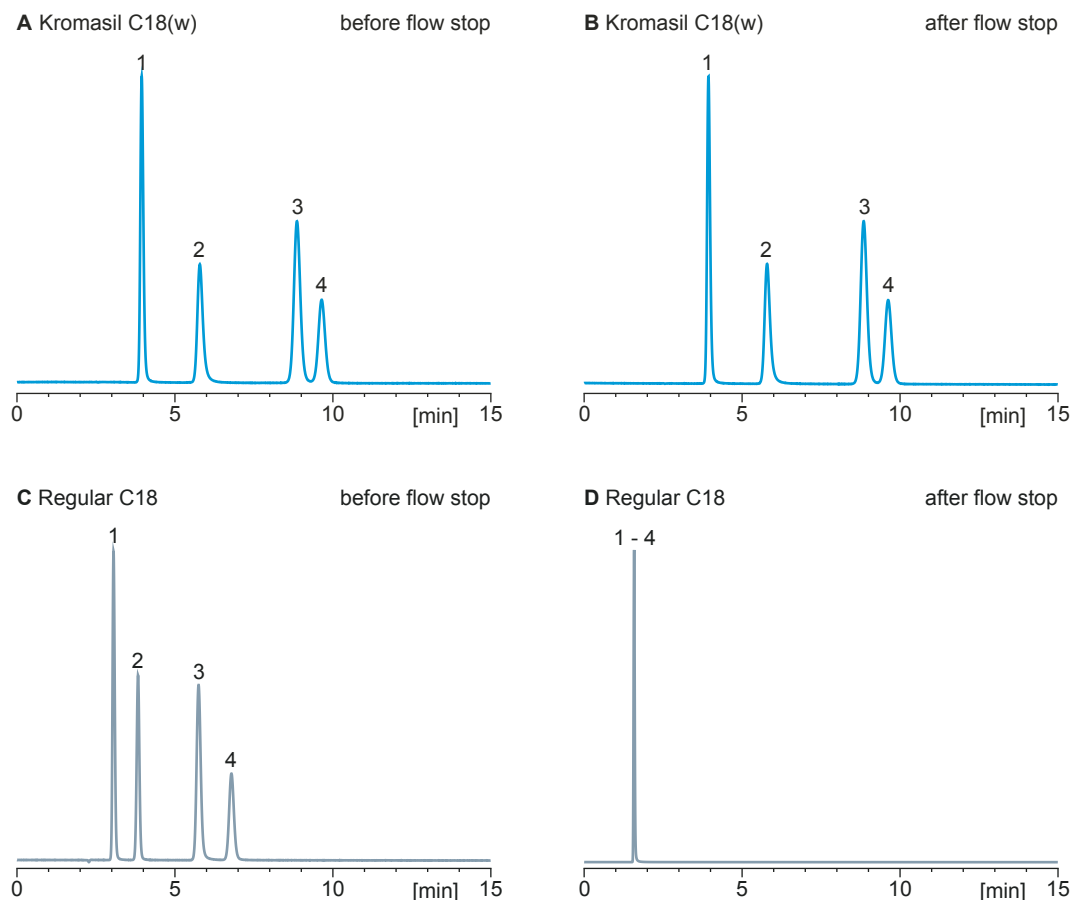 A Kromasil C18(w) before flow stop
B Kromasil C18(w) after flow stop
1
2
3
4
0 5 10 [min] 15
1
2
3
4
0 5 10 [min] 15
C Regular C18 before flow stop
D Regular C18 after flow stop
1
2
3
4
0 5 10 [min] 15
1 - 4
0 5 10 [min] 15